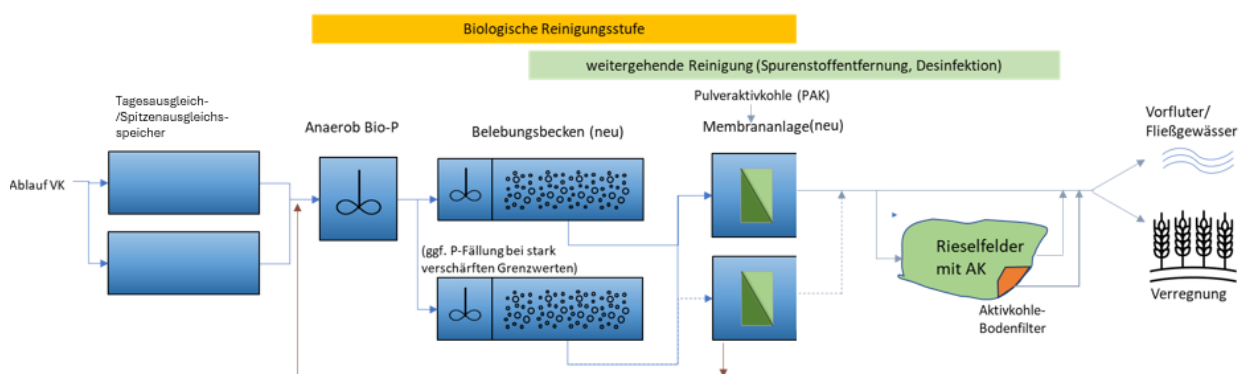 Biologische Reinigungsstufe
weitergehende Reinigung (Spurenstoffentfernung, Desinfektion)
Tagesausgleich-
/Spitzenausgleichs-
speicher
Pulveraktivkohle (PAK)
Anaerob Bio-P
Belebungsbecken (neu)
Membrananlage(neu)
Vorfluter/
Fließgewässer
Ablauf VK
(ggf. P-Fällung bei stark
verschärften Grenzwerten)
Rieselfelder
mit AK
Verregnung
Aktivkohle-
Bodenfilter